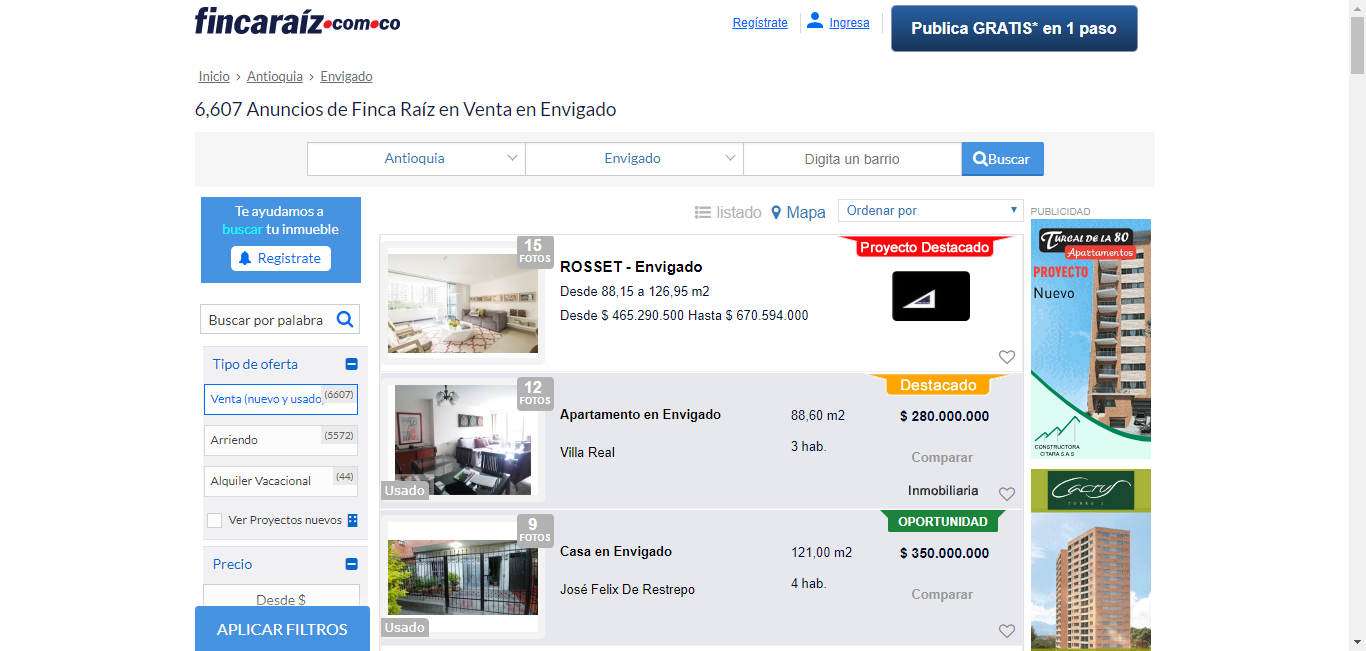 fincaraíz.com.co
Regístrate
Ingresa
Publica GRATIS* en 1 paso
Inicio › Antioquia › Envigado
6,607 Anuncios de Finca Raíz en Venta en Envigado
Antioquia
Envigado
Digita un barrio
Buscar
Te ayudamos a
buscar tu inmueble
Registrate
Buscar por palabra
Tipo de oferta
Venta (nuevo y usado)
(6607)
Arriendo
(5572)
Alquiler Vacacional
(44)
Ver Proyectos nuevos
Precio
Desde $
APLICAR FILTROS
listado
Mapa
Ordenar por
15
FOTOS
ROSSET - Envigado
Desde 88,15 a 126,95 m2
Desde $ 465.290.500 Hasta $ 670.594.000
Proyecto Destacado
12
FOTOS
Usado
Apartamento en Envigado
Villa Real
88,60 m2
3 hab.
Destacado
$ 280.000.000
Comparar
Inmobiliaria
9
FOTOS
Usado
Casa en Envigado
José Felix De Restrepo
121,00 m2
4 hab.
OPORTUNIDAD
$ 350.000.000
Comparar
PUBLICIDAD
TURGAL DE LA 80
Apartamentos
PROYECTO
Nuevo
CONSTRUCTORA
CITARA S.A.S
Cactus